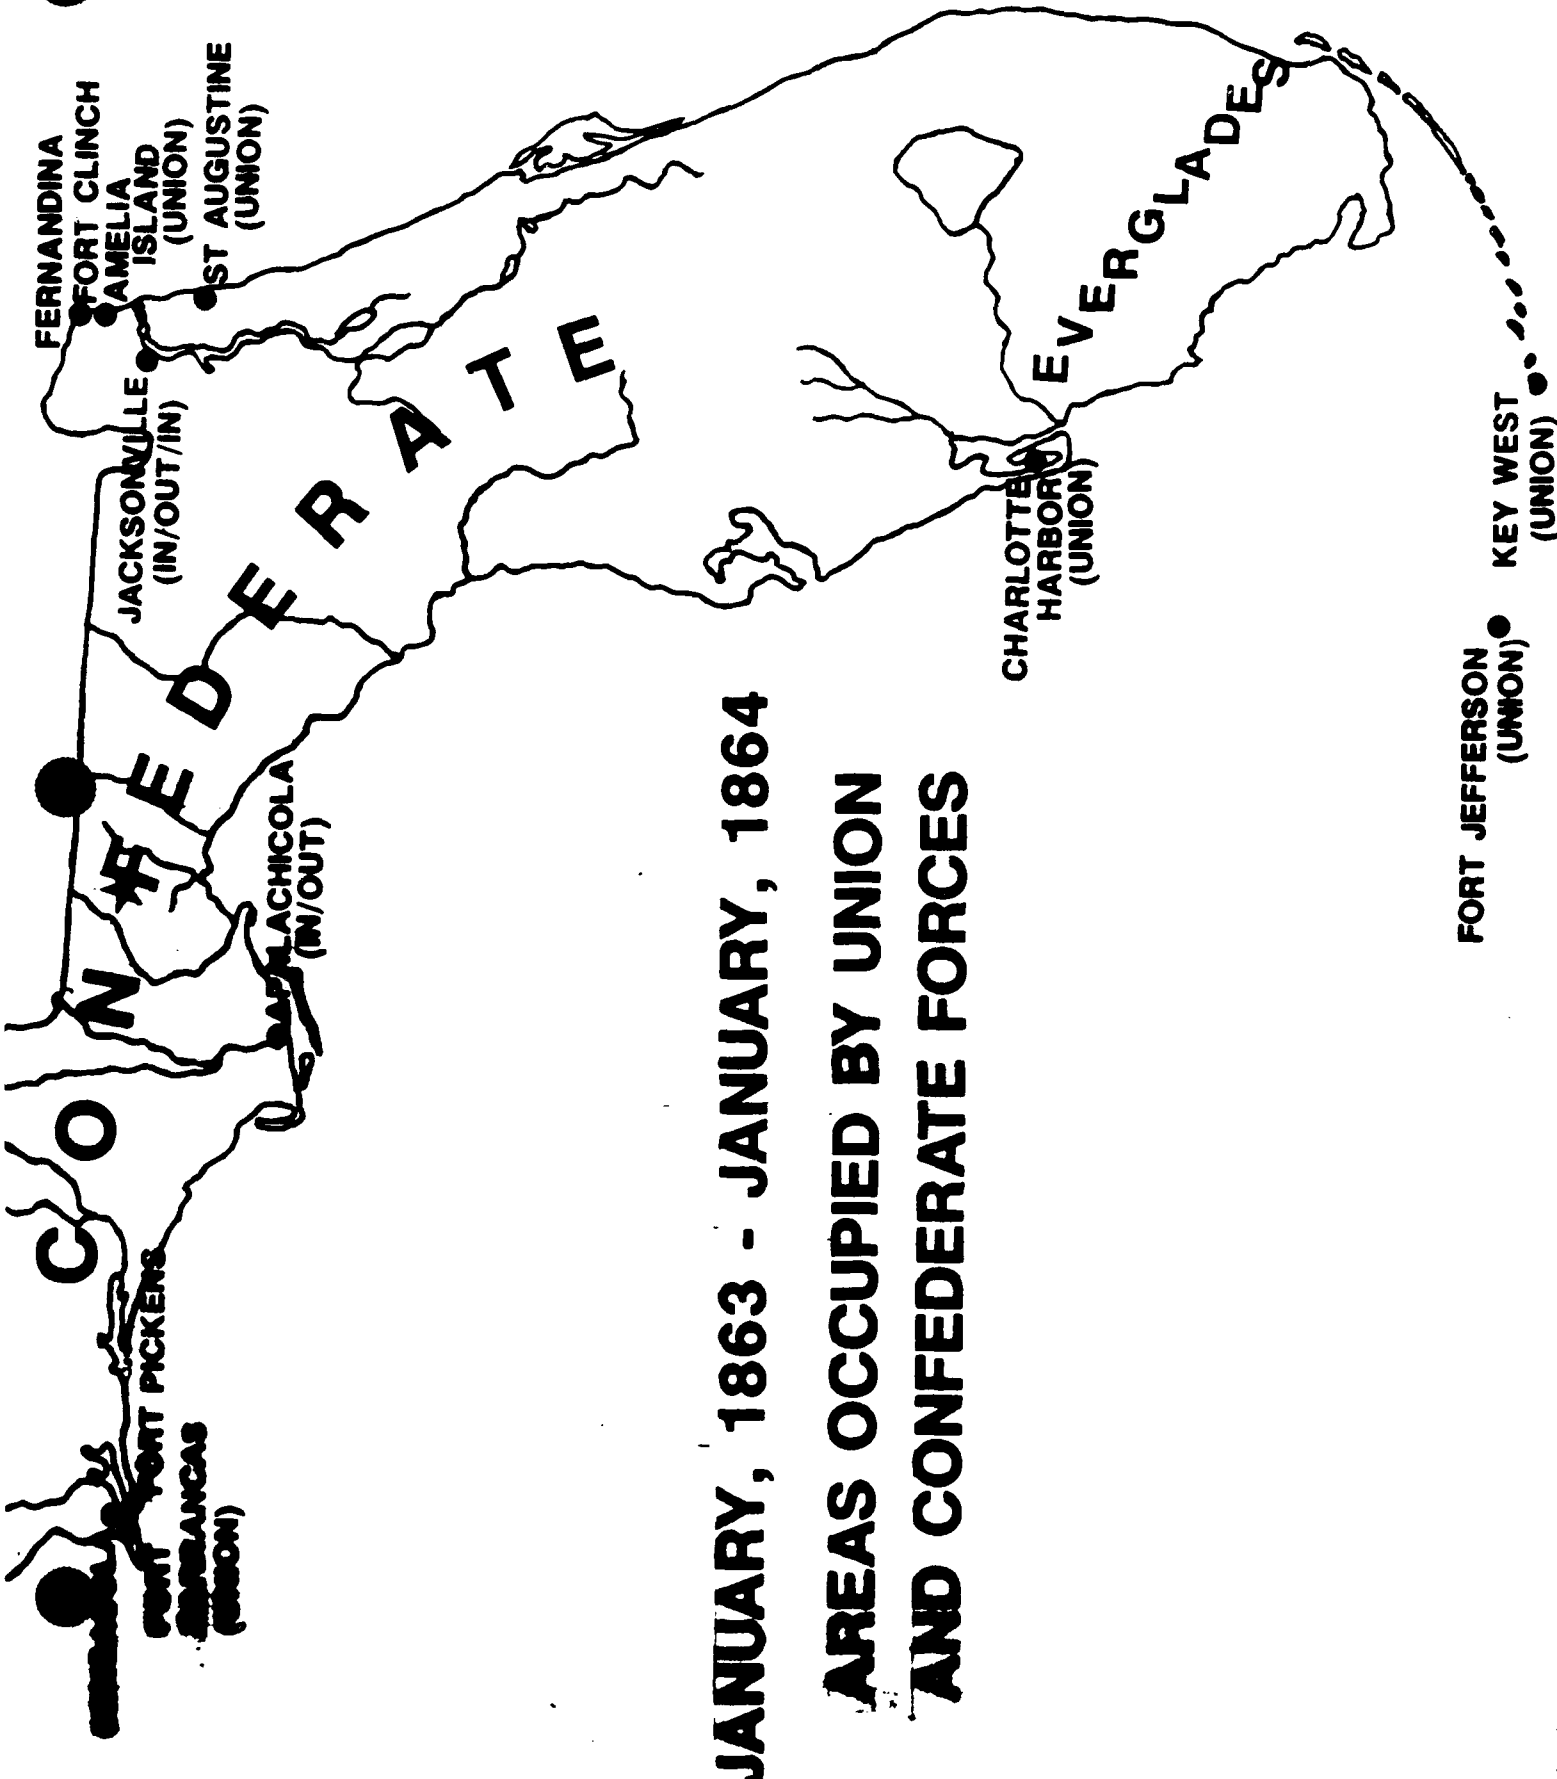 FERNANDINA
FORT CLINCH
AMELIA
ISLAND
(UNION)
ST AUGUSTINE
(UNION)
JACKSONVILLE
(IN/OUT/IN)
CONFEDERATE
APALACHICOLA
(IN/OUT)
FORT PICKENS
FORT
BARRANCAS
(UNION)
EVERGLADES
CHARLOTTE
HARBOR
(UNION)
KEY WEST
(UNION)
FORT JEFFERSON
(UNION)
JANUARY, 1863 - JANUARY, 1864
AREAS OCCUPIED BY UNION
AND CONFEDERATE FORCES